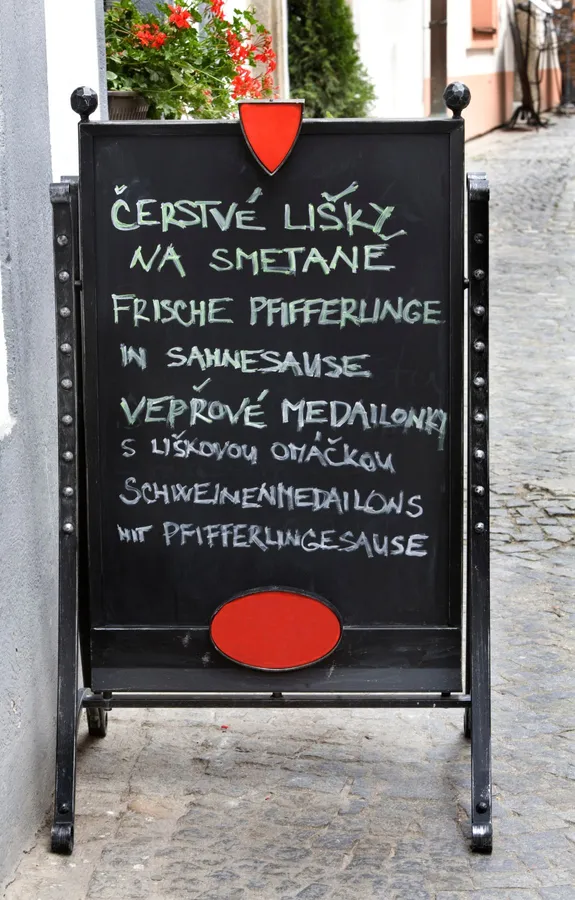 ČERSTVÉ LIŠKY
NA SMETANĚ
FRISCHE PFIFFERLINGE
IN SAHNESAUSE
VEPŘOVÉ MEDAILONKY
S LIŠKOVOU OMÁČKOU
SCHWEINENMEDAILONS
MIT PFIFFERLINGESAUSE